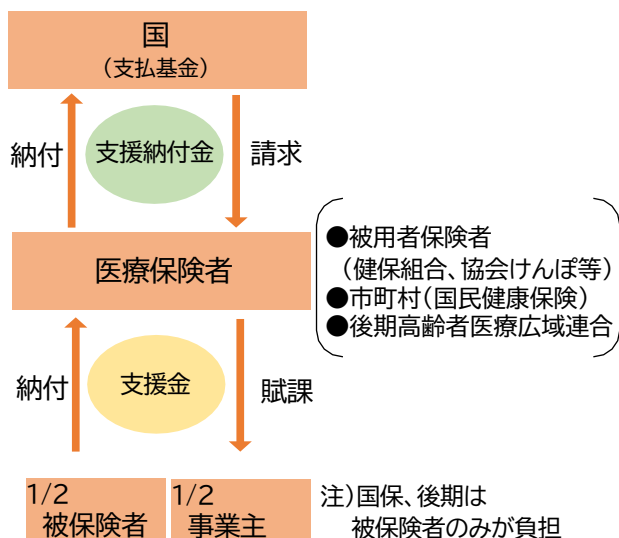 国
(支払基金)
納付
支援納付金
請求
医療保険者
●被用者保険者
(健保組合、協会けんぽ等)
●市町村(国民健康保険)
●後期高齢者医療広域連合
納付
支援金
賦課
1/2
被保険者
1/2
事業主
注)国保、後期は
被保険者のみが負担